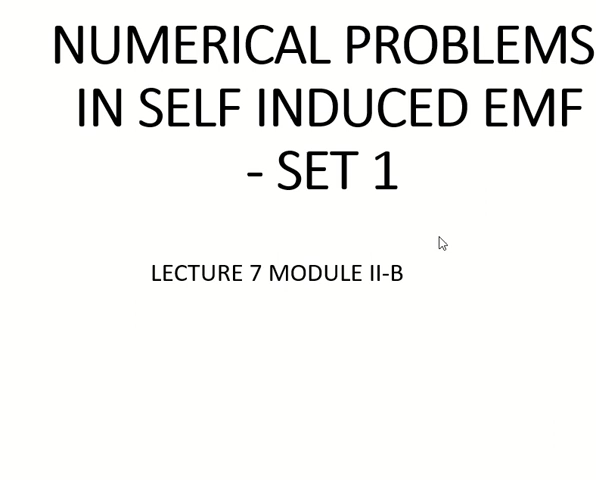 NUMERICAL PROBLEMS
IN SELF INDUCED EMF
- SET 1
LECTURE 7 MODULE II-B